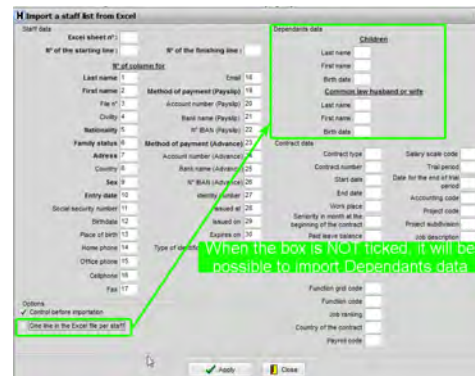 Import a staff list from Excel
Staff data
Excel sheet n°:
N° of the starting line:
N° of the finishing line:
N° of column for
Last name 1
First name 2
File n° 3
Civility 4
Nationality 5
Family status 6
Adress 7
Country 8
Sex 9
Entry date 10
Social security number 11
Birthdate 12
Place of birth 13
Home phone 14
Office phone 15
Cellphone 16
Fax 17
Email 18
Method of payment (Payslip) 19
Account number (Payslip) 20
Bank name (Payslip) 21
N° IBAN (Payslip) 22
Method of payment (Advance) 23
Account number (Advance)
Bank name (Advance) 25
N° IBAN (Advance) 26
Identity number 27
Issued at 28
Issued on 29
Expires on 30
Type of
Options
Control before importation
One line in the Excel file per staff
Dependants data
Children
Last name
First name
Birth date
Common law husband or wife
Last name
First name
Birth date
Contract data
Contract type
Contract number
Start date
End date
Work place
Seniority in month at the
beginning of the contract
Paid leave balance
Salary scale code
Trial period
Date for the end of trial
period
Accounting code
Project code
Project subdivision
Job description
When the box is NOT ticked, it will be
possible to import Dependants data
Function grid code
Function code
Job ranking
Country of the contract
Payroll code
Apply
Close